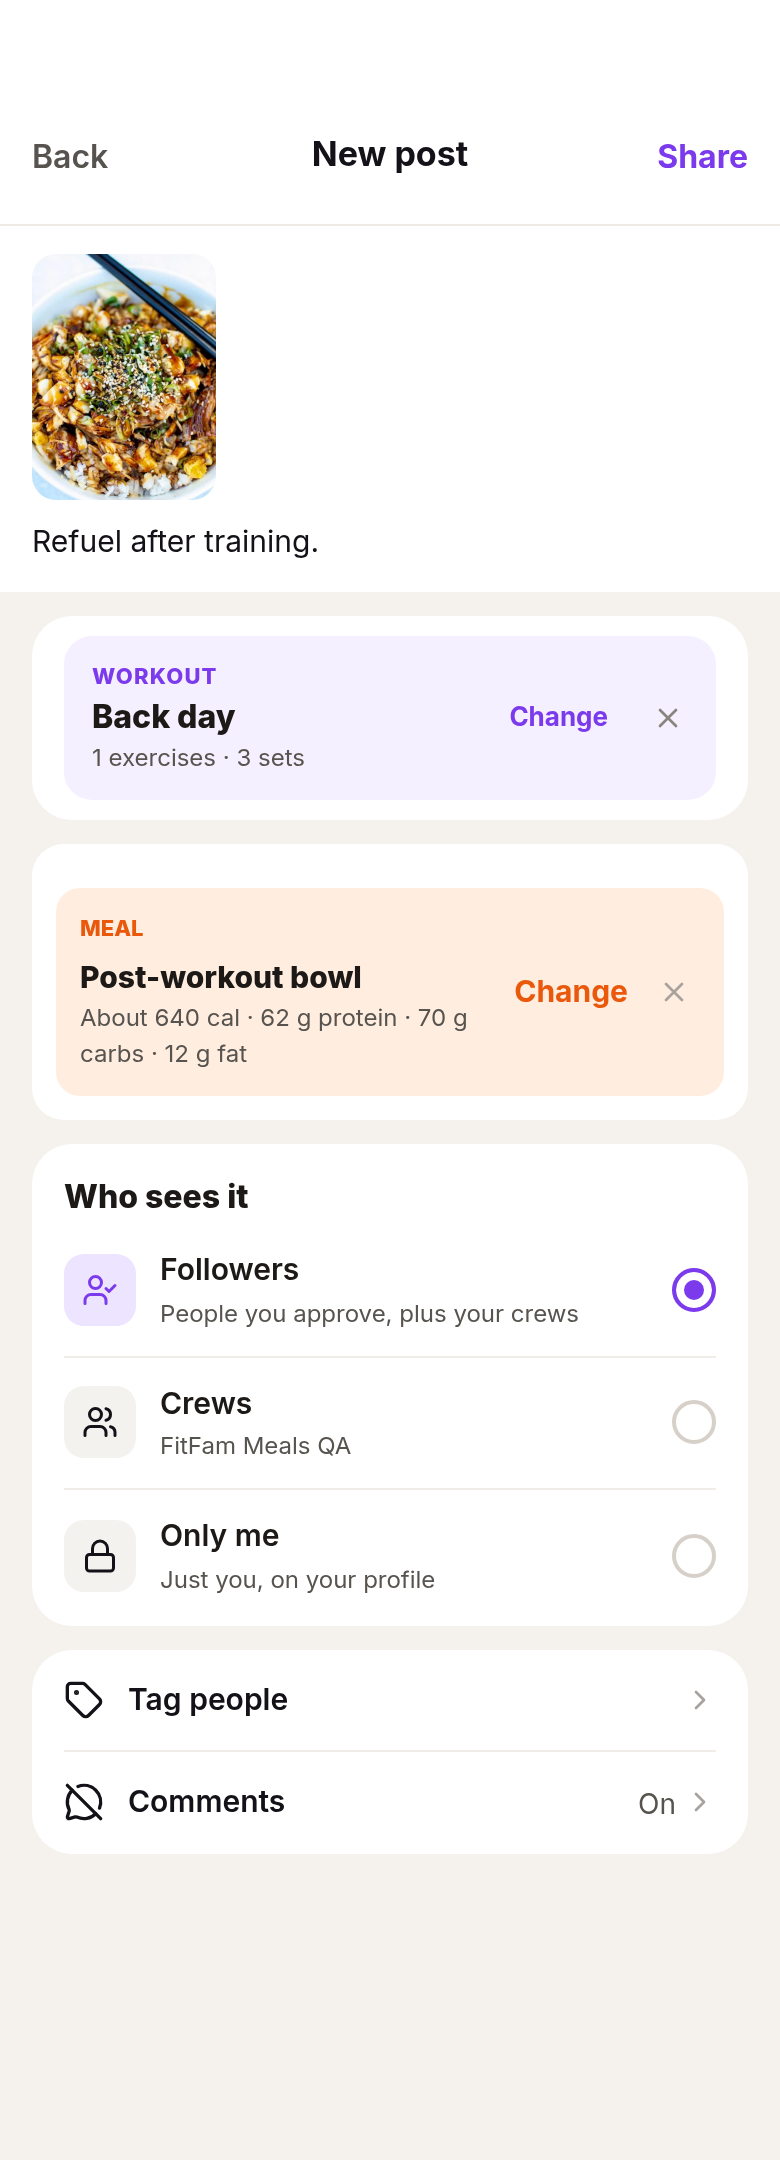 Back
New post
Share
Refuel after training.
WORKOUT
Back day
1 exercises · 3 sets
Change
MEAL
Post-workout bowl
About 640 cal · 62 g protein · 70 g
carbs · 12 g fat
Change
Who sees it
Followers
People you approve, plus your crews
Crews
FitFam Meals QA
Only me
Just you, on your profile
Tag people
Comments
On